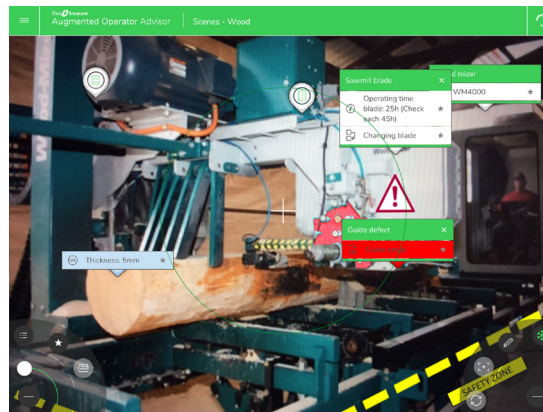 EcoStruxure
Augmented Operator Advisor
Scenes - Wood
Sawmill blade
Operating time
blade: 25h (Check
each 45h)
Changing blade
d mizer
WM4000
Guide defect
Thickness: 5mm
SAFETY ZONE